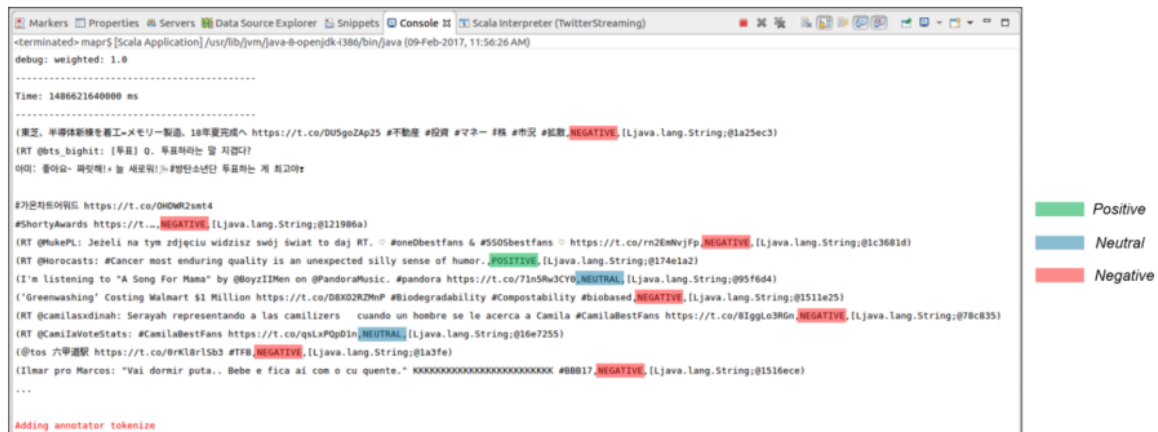 Markers Properties Servers Data Source Explorer Snippets Console Scala Interpreter (TwitterStreaming)
<terminated> mapr$ [Scala Application] /usr/lib/jvm/java-8-openjdk-i386/bin/java (09-Feb-2017, 11:56:26 AM)
debug: weighted: 1.0
-------------------------------------------
Time: 1486621640000 ms
-------------------------------------------
(東芝、半導体新棟を着工=メモリー製造、18年夏完成へ https://t.co/DU5goZAp25 #不動産 #投資 #マネー #株 #市況 #拡散,NEGATIVE,[Ljava.lang.String;@1a25ec3)
(RT @bts_bighit: [투표] Q. 투표하라는 말 지겹다?
아미: 좋아요~ 짜릿해!⚡ 늘 새로워! #방탄소년단 투표하는 게 최고야❣
#가온차트어워드 https://t.co/OHDWR2smt4
#ShortyAwards https://t.…,NEGATIVE,[Ljava.lang.String;@121986a)
(RT @MukePL: Jeżeli na tym zdjęciu widzisz swój świat to daj RT. ♡ #oneDbestfans & #5SOSbestfans ♡ https://t.co/rn2EmNvjFp,NEGATIVE,[Ljava.lang.String;@1c3681d)
(RT @Horocasts: #Cancer most enduring quality is an unexpected silly sense of humor.,POSITIVE,[Ljava.lang.String;@174e1a2)
(I'm listening to "A Song For Mama" by @BoyzIIMen on @PandoraMusic. #pandora https://t.co/71n5Rw3CY0,NEUTRAL,[Ljava.lang.String;@95f6d4)
('Greenwashing' Costing Walmart $1 Million https://t.co/D8XO2RZMnP #Biodegradability #Compostability #biobased,NEGATIVE,[Ljava.lang.String;@1511e25)
(RT @camilasxdinah: Serayah representando a las camilizers cuando un hombre se le acerca a Camila #CamilaBestFans https://t.co/8IggLo3RGn,NEGATIVE,[Ljava.lang.String;@78c835)
(RT @CamilaVoteStats: #CamilaBestFans https://t.co/qsLxPQpD1n,NEUTRAL,[Ljava.lang.String;@16e7255)
(@tos 六甲道駅 https://t.co/0rKl8rlSb3 #TFB,NEGATIVE,[Ljava.lang.String;@1a3fe)
(Ilmar pro Marcos: "Vai dormir puta.. Bebe e fica aí com o cu quente." KKKKKKKKKKKKKKKKKKKKKKKKK #BBB17,NEGATIVE,[Ljava.lang.String;@1516ece)
...
Adding annotator tokenize
Positive
Neutral
Negative